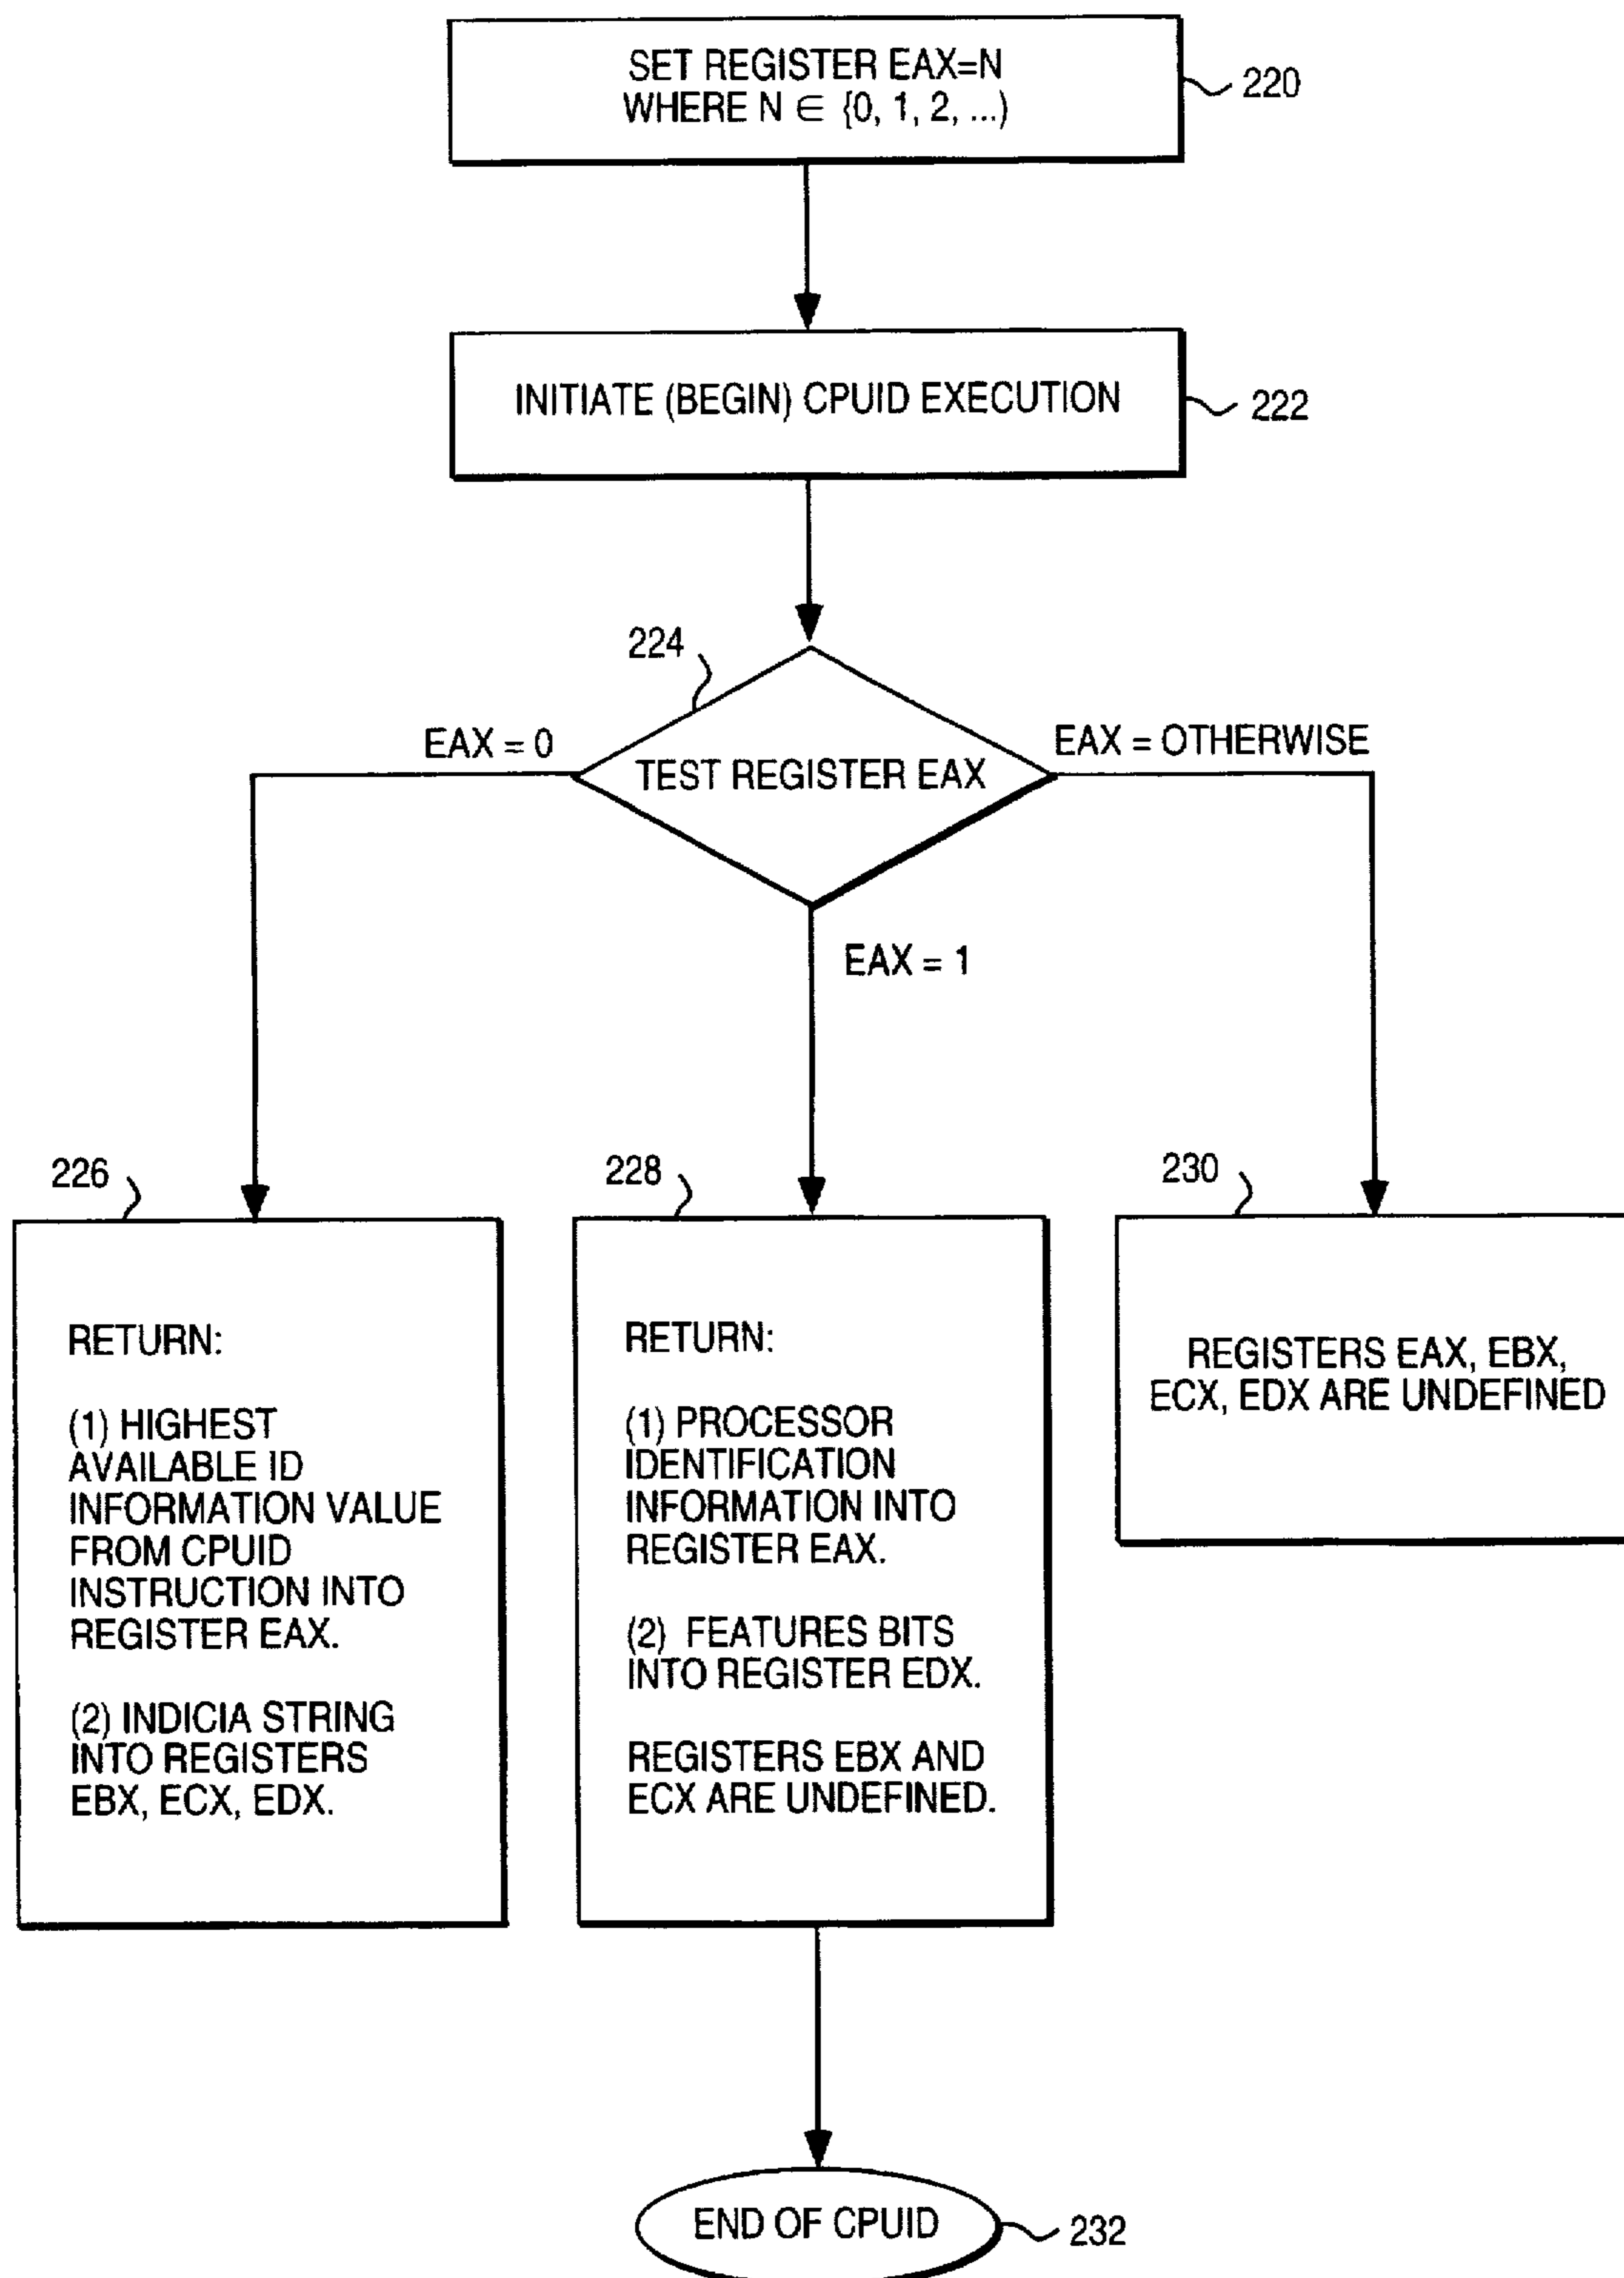 SET REGISTER EAX=N
WHERE N ∈ {0, 1, 2, ...)
220
INITIATE (BEGIN) CPUID EXECUTION
222
224
EAX = 0
TEST REGISTER EAX
EAX = OTHERWISE
EAX = 1
226
RETURN:
(1) HIGHEST
AVAILABLE ID
INFORMATION VALUE
FROM CPUID
INSTRUCTION INTO
REGISTER EAX.
(2) INDICIA STRING
INTO REGISTERS
EBX, ECX, EDX.
228
RETURN:
(1) PROCESSOR
IDENTIFICATION
INFORMATION INTO
REGISTER EAX.
(2) FEATURES BITS
INTO REGISTER EDX.
REGISTERS EBX AND
ECX ARE UNDEFINED.
230
REGISTERS EAX, EBX,
ECX, EDX ARE UNDEFINED
END OF CPUID
232